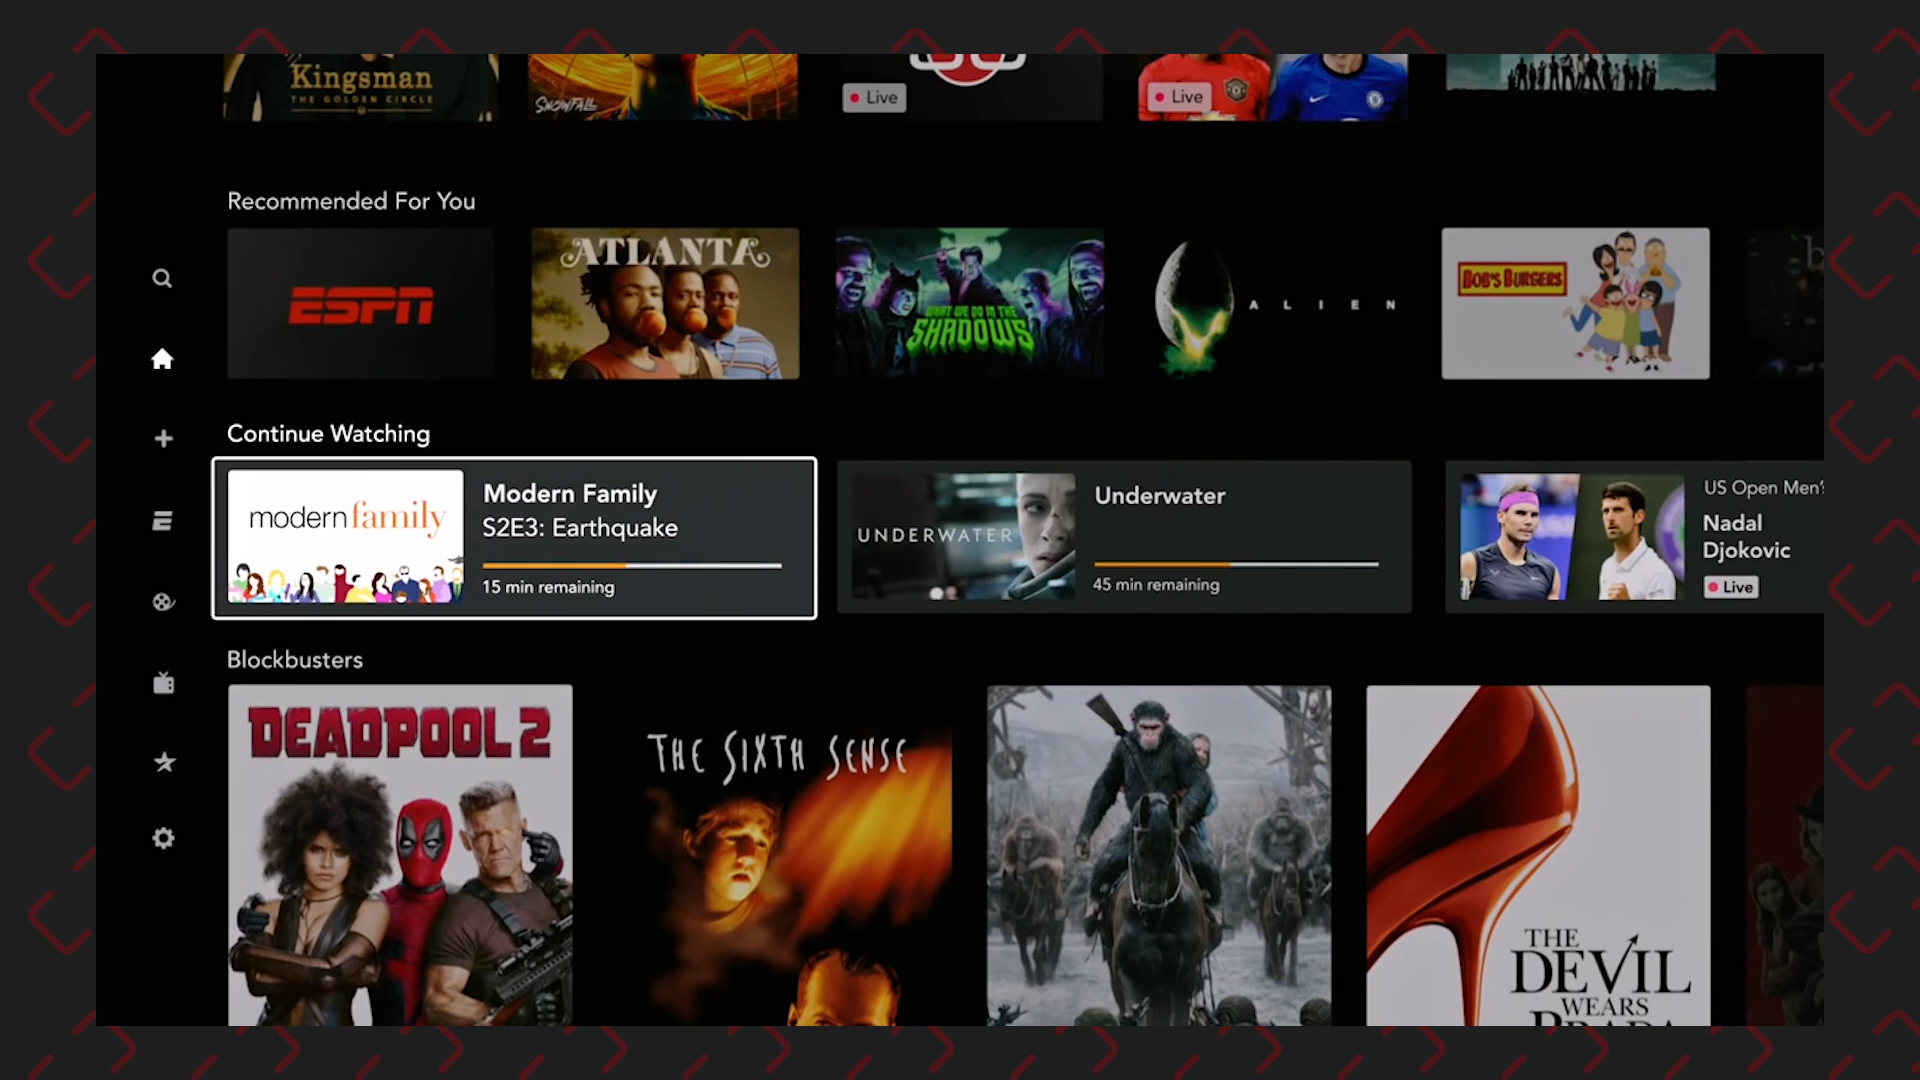 Kingsman
THE GOLDEN CIRCLE
SNOWFALL
Live
Live
Recommended For You
ESPN
ATLANTA
WHAT WE DO IN THE
SHADOWS
ALIEN
BOB'S BURGERS
Continue Watching
modern family
Modern Family
S2E3: Earthquake
15 min remaining
UNDERWATER
Underwater
45 min remaining
US Open Men's
Nadal
Djokovic
Live
Blockbusters
DEADPOOL 2
THE SIXTH SENSE
THE
DEVIL
WEARS
PRADA